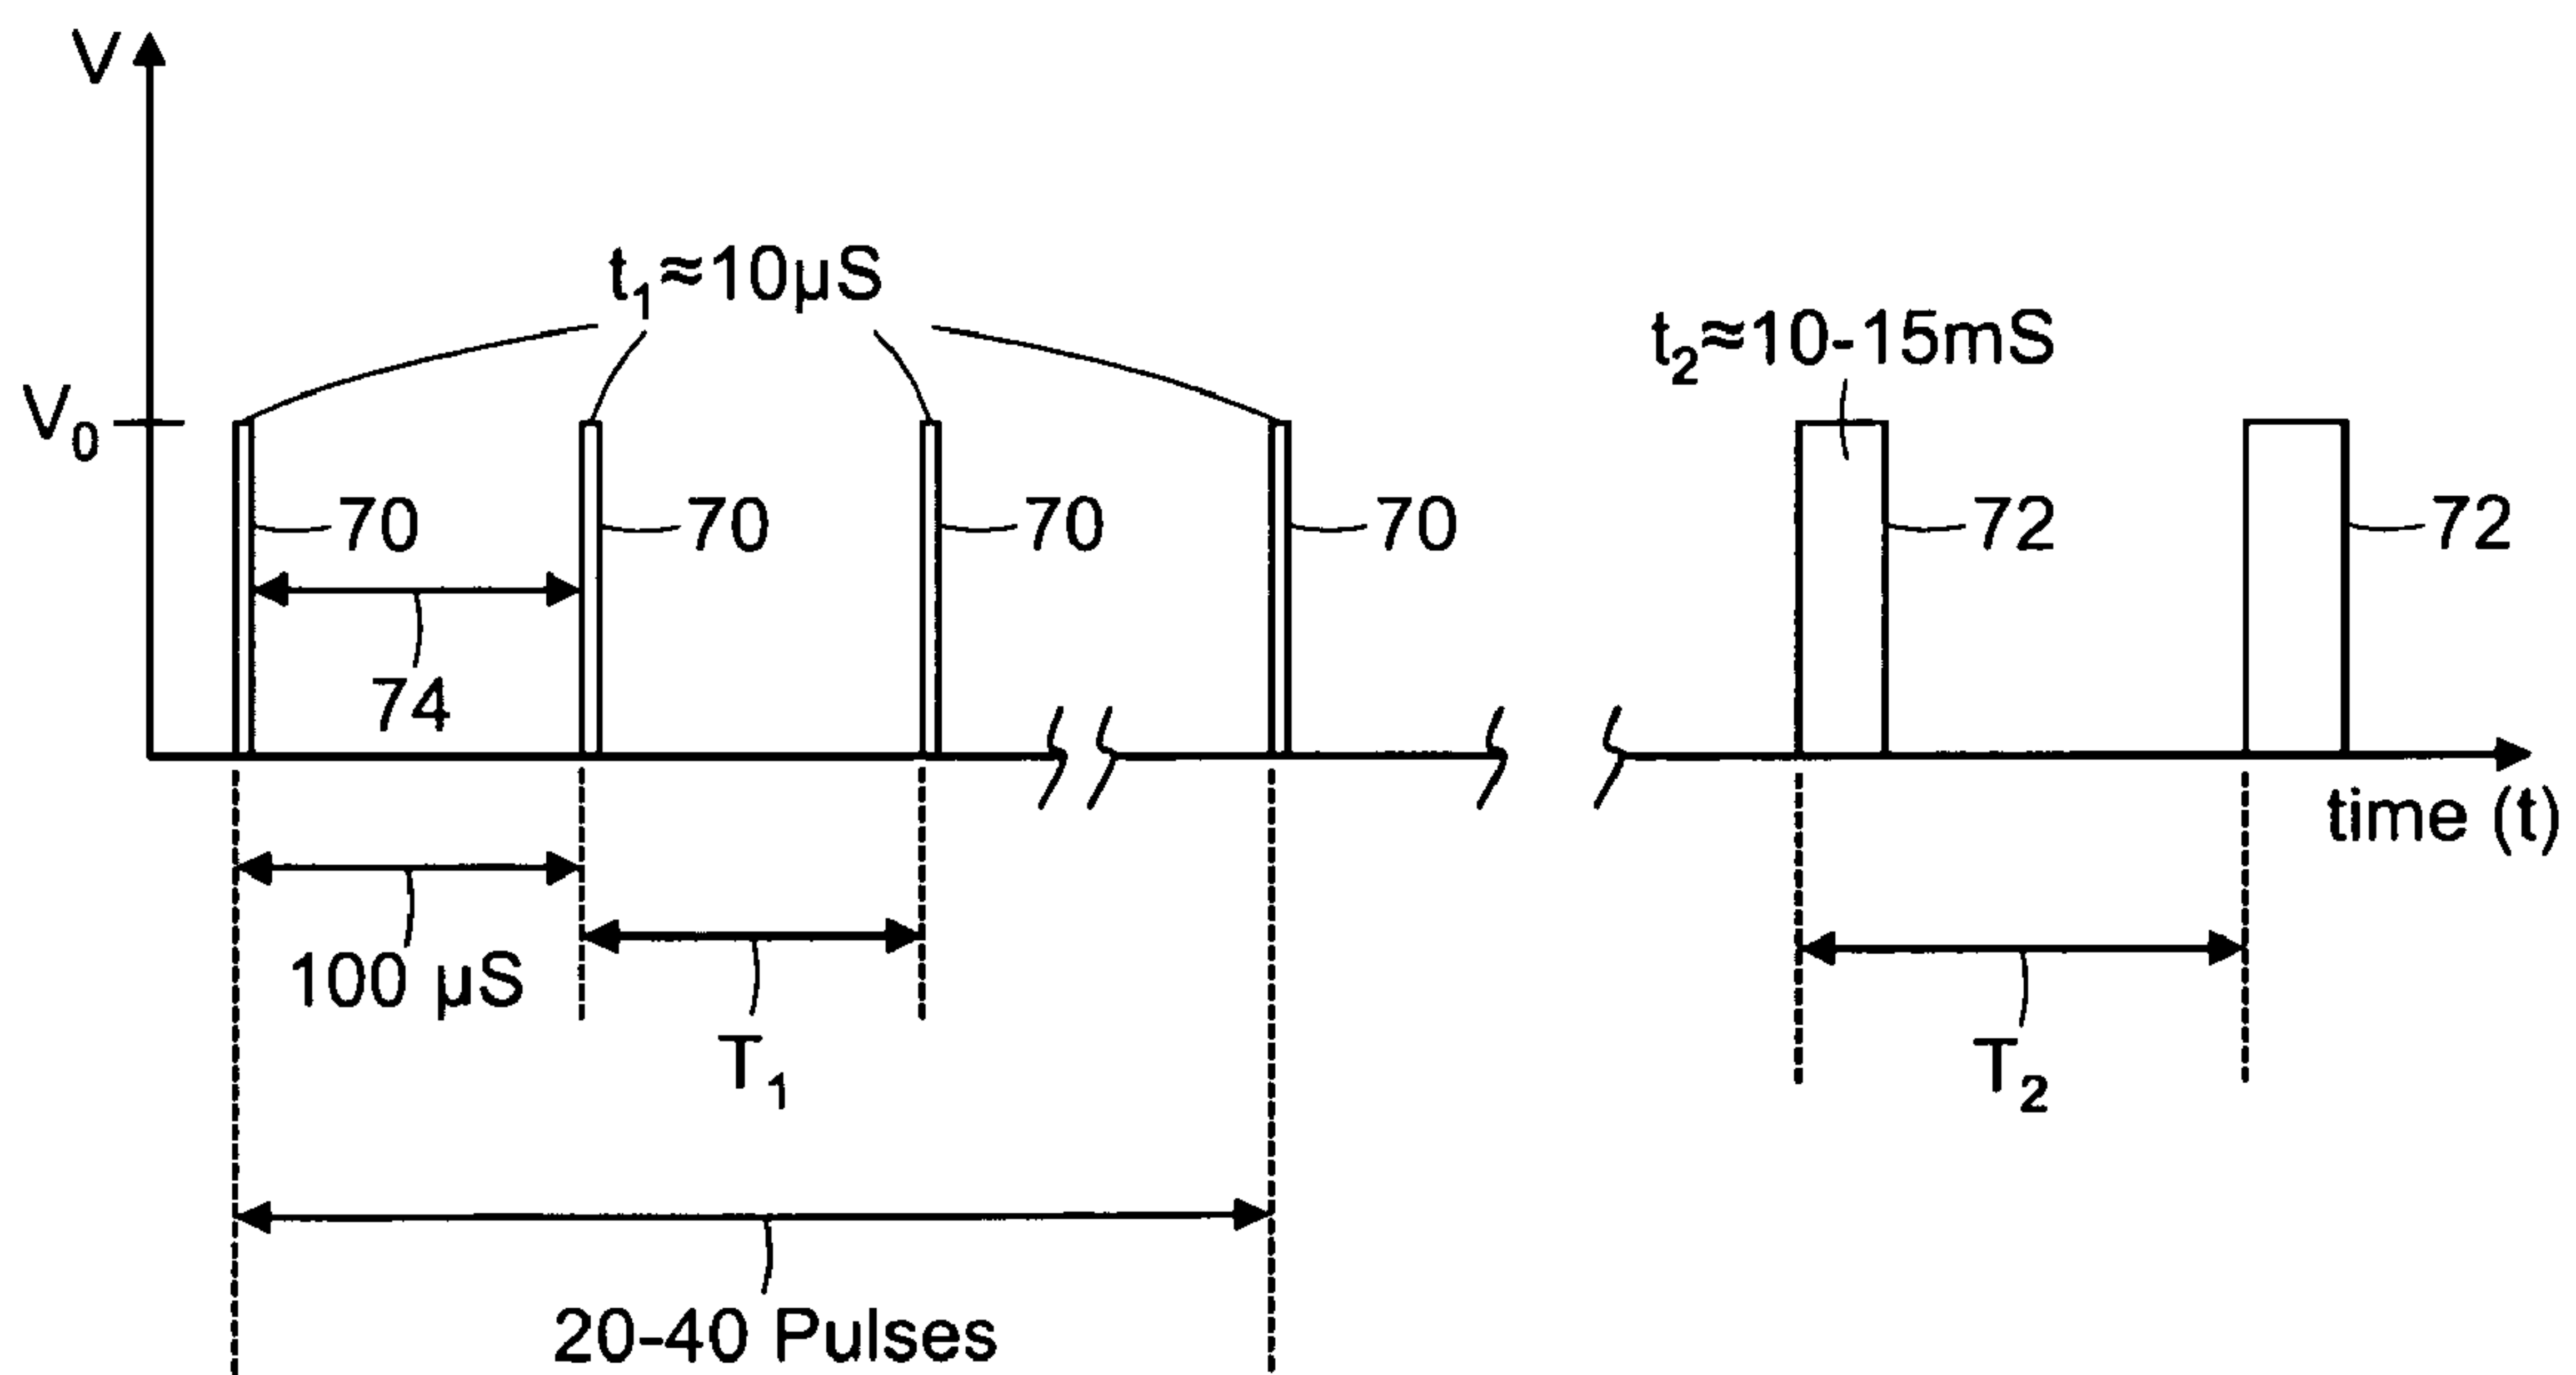 V
t₁≈10µS
t₂≈10-15mS
V₀
70
70
70
70
72
72
74
time (t)
100 µS
T₁
T₂
20-40 Pulses